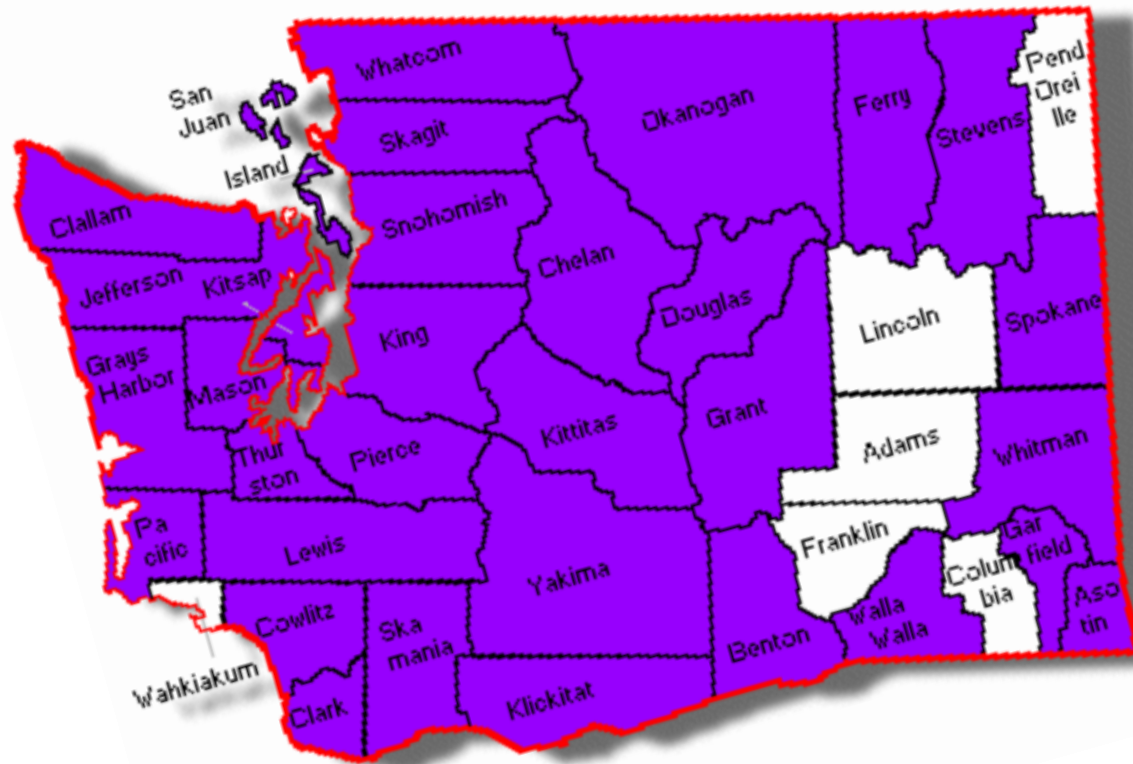 Whatcom
San
Juan
Skagit
Island
Okanogan
Ferry
Stevens
Pend
Orei
lle
Clallam
Snohomish
Chelan
Jefferson
Kitsap
Douglas
Lincoln
Spokane
King
Grays
Harbor
Mason
Kittitas
Grant
Adams
Whitman
Thur
ston
Pierce
Pa
cific
Lewis
Yakima
Franklin
Colum
bia
Gar
field
Cowlitz
Ska
mania
Benton
Walla
Walla
Aso
tin
Wahkiakum
Clark
Klickitat